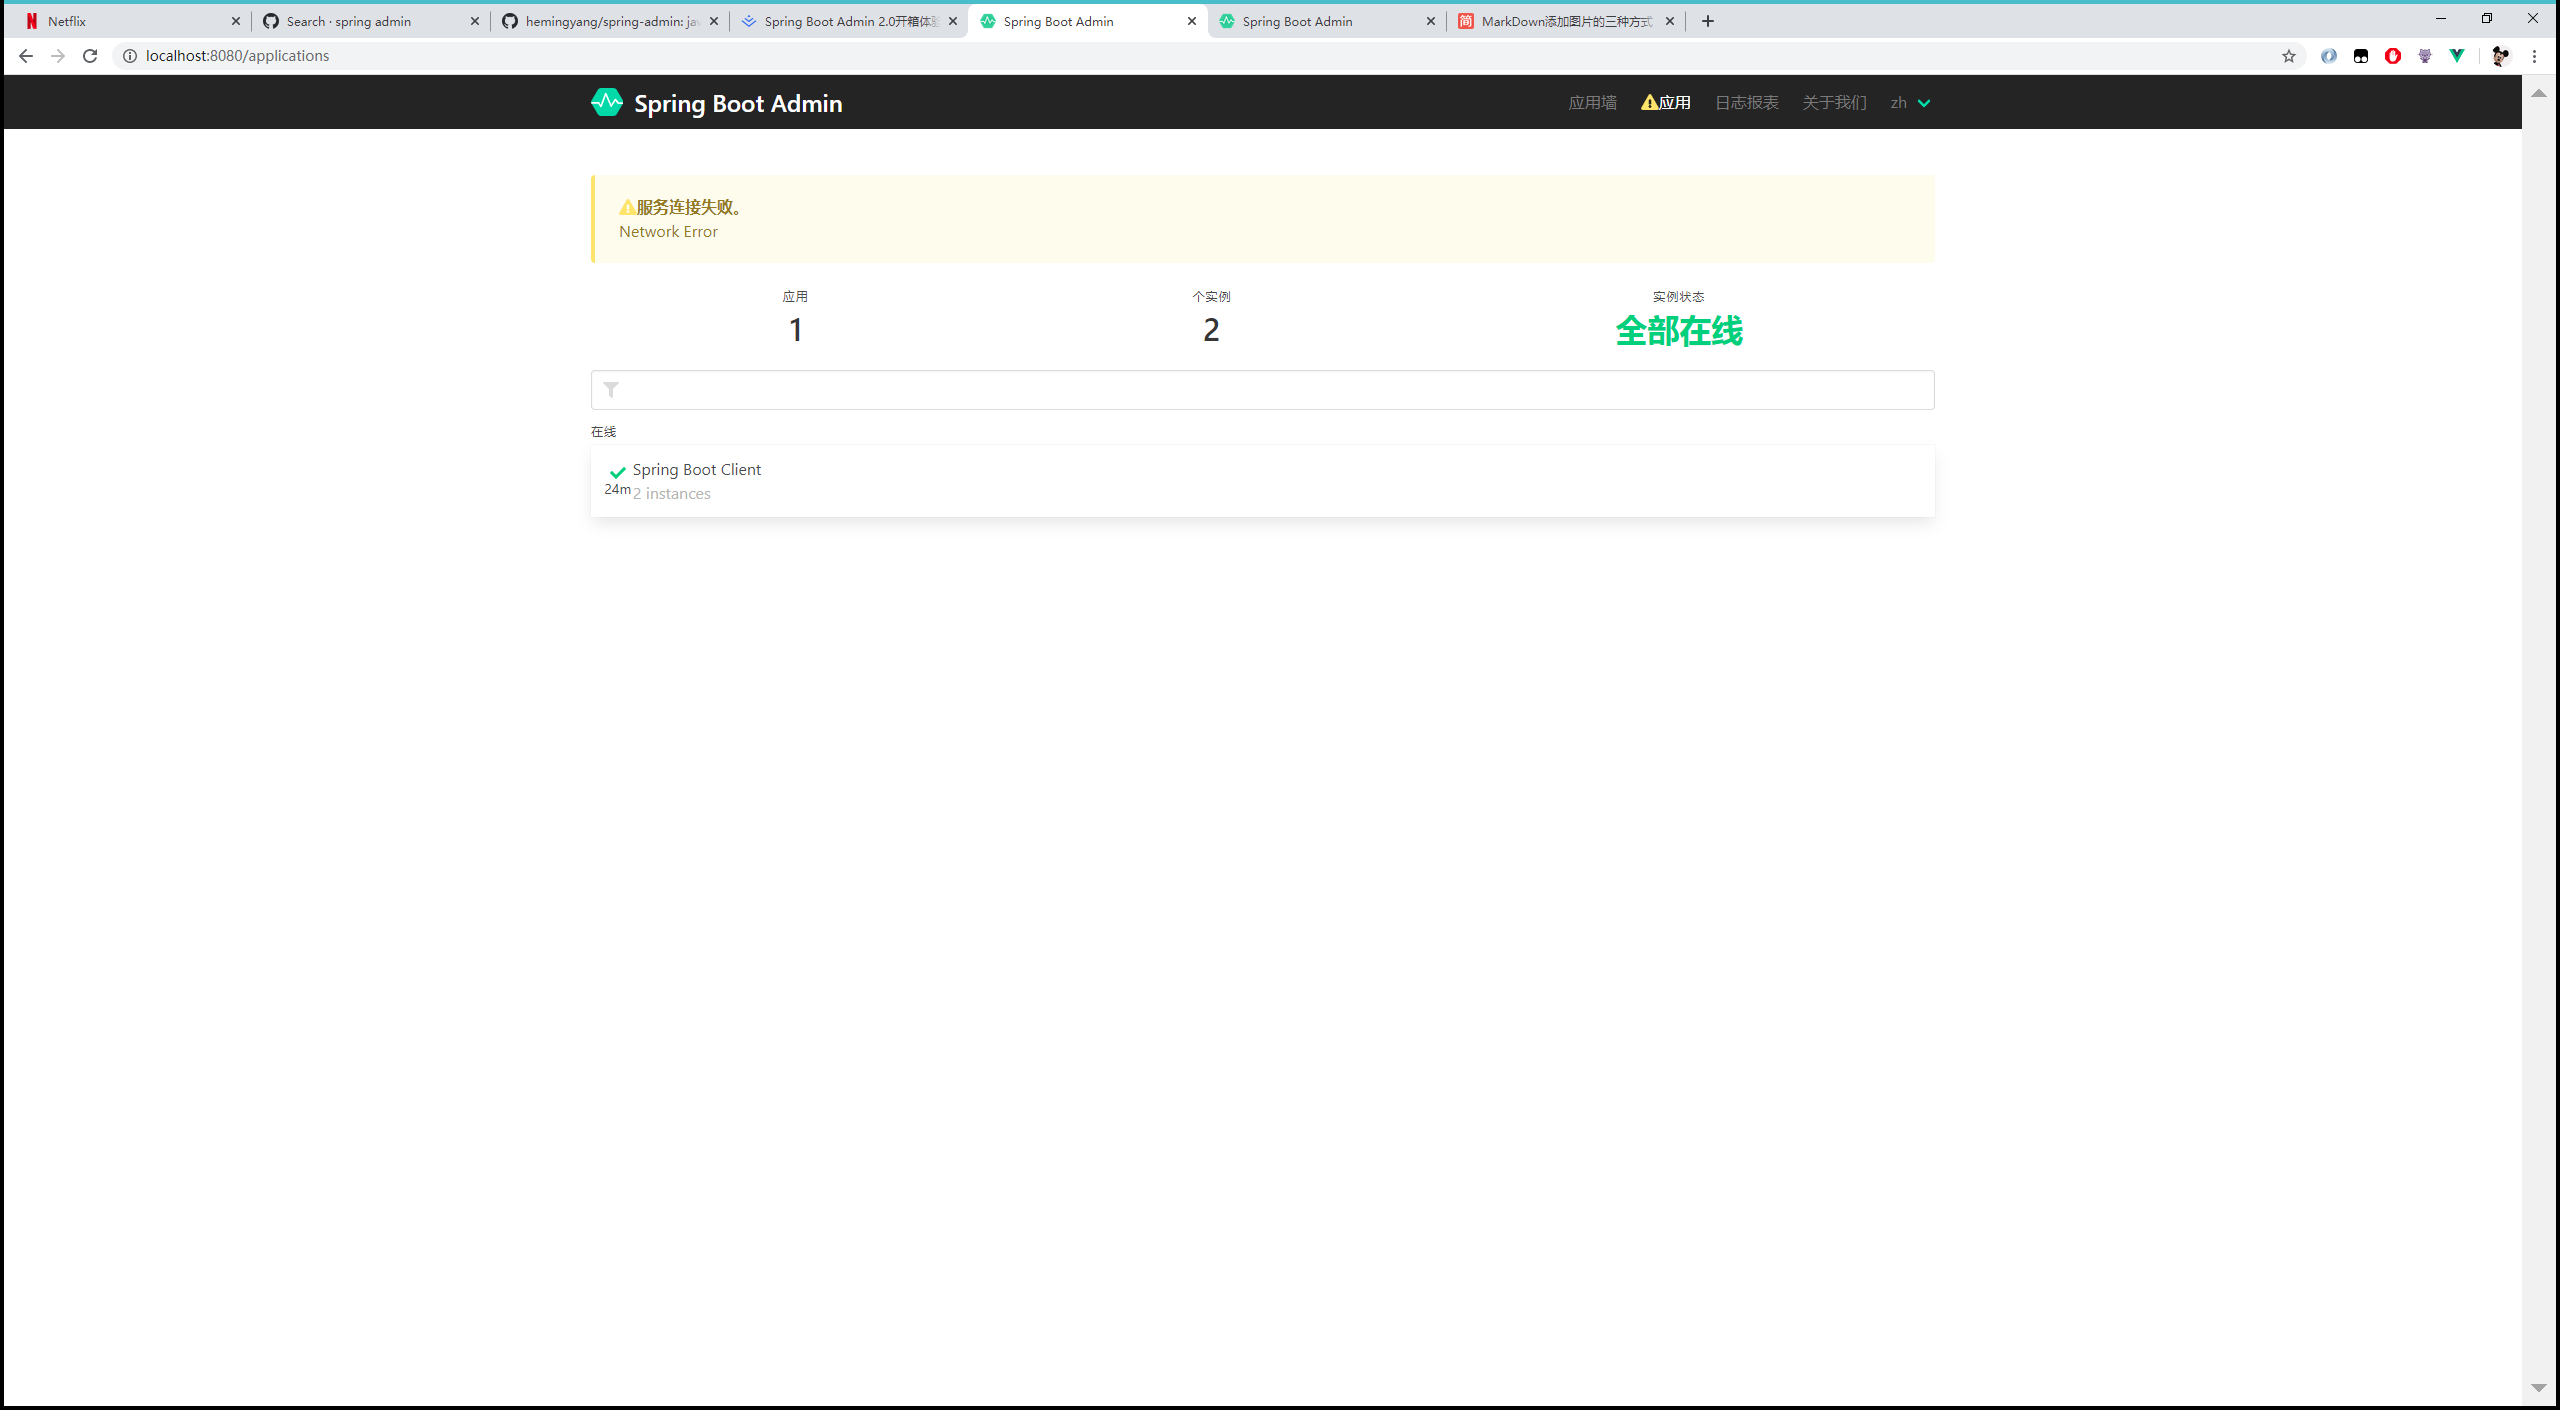 Netflix
Search · spring admin
hemingyang/spring-admin: ja
Spring Boot Admin 2.0开箱体验
Spring Boot Admin
Spring Boot Admin
MarkDown添加图片的三种方式
localhost:8080/applications
Spring Boot Admin
应用墙
应用
日志报表
关于我们
zh
服务连接失败。
Network Error
应用
1
个实例
2
实例状态
全部在线
在线
Spring Boot Client
24m
2 instances